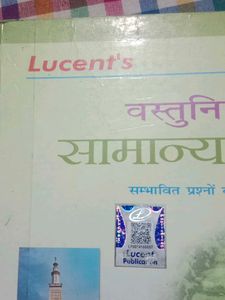 Lucent's
वस्तुनि
सामान्य
सम्भावित प्रश्नों
Lucent
Publication